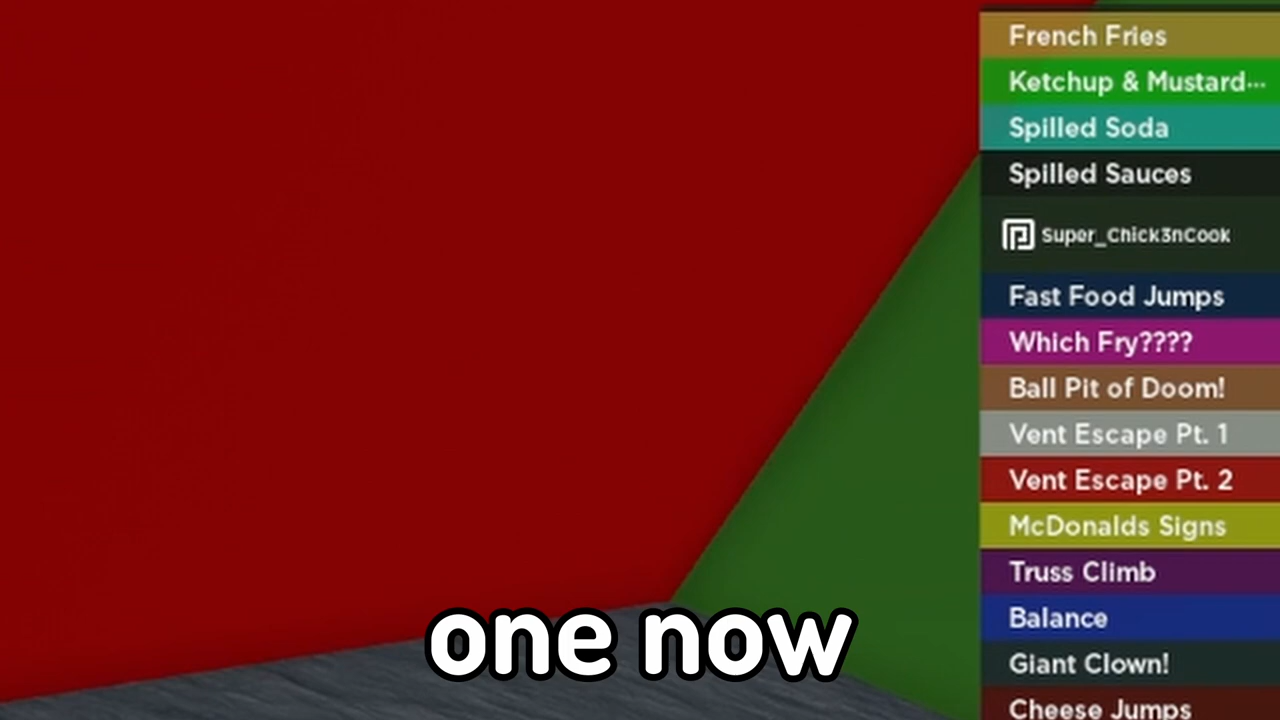 French Fries
Ketchup & Mustard...
Spilled Soda
Spilled Sauces
Super_Chick3nCook
Fast Food Jumps
Which Fry????
Ball Pit of Doom!
Vent Escape Pt. 1
Vent Escape Pt. 2
McDonalds Signs
Truss Climb
Balance
Giant Clown!
Cheese Jumps
one now